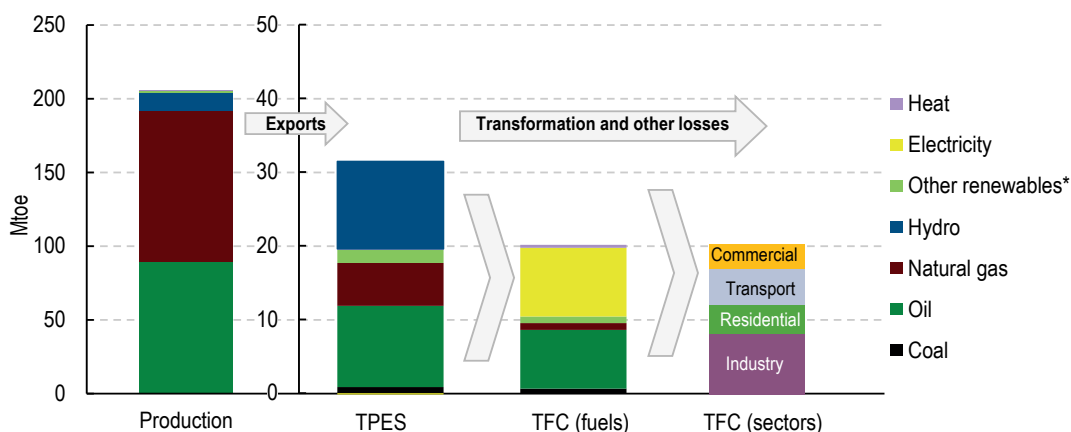 250
200
150
100
50
0
Mtoe
50
40
30
20
10
0
Exports
Transformation and other losses
Commercial
Transport
Residential
Industry
Production
TPES
TFC (fuels)
TFC (sectors)
Heat
Electricity
Other renewables*
Hydro
Natural gas
Oil
Coal